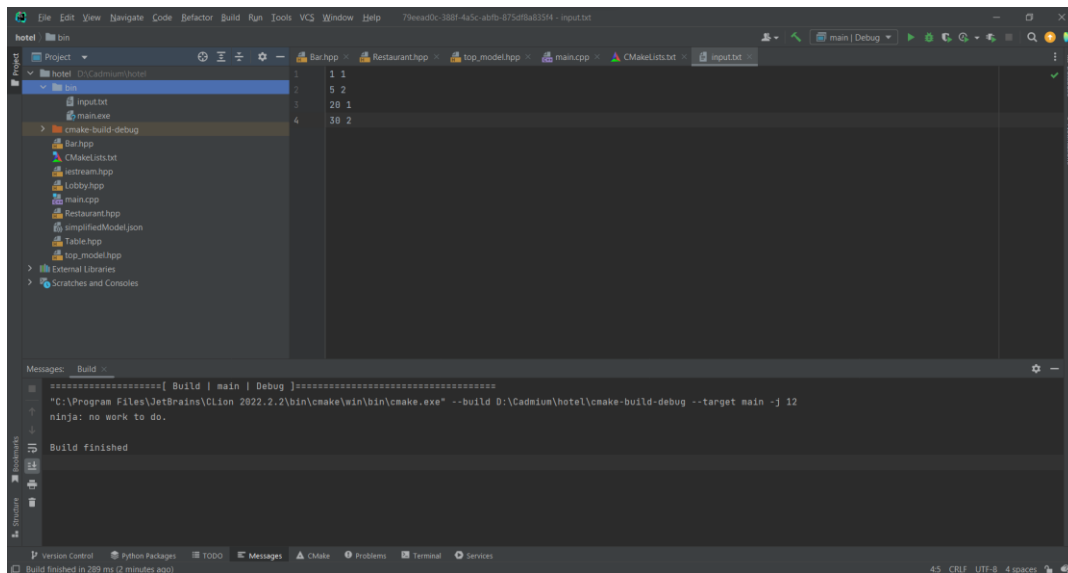 File Edit View Navigate Code Refactor Build Run Tools VCS Window Help 79eead0c-388f-4a5c-abfb-875df8a835f4 - input.txt
hotel bin main | Debug
Project Project Bar.hpp Restaurant.hpp top_model.hpp main.cpp CMakeLists.txt input.txt
hotel D:\Cadmium\hotel
bin
input.txt
main.exe
cmake-build-debug
Bar.hpp
CMakeLists.txt
iestream.hpp
Lobby.hpp
main.cpp
Restaurant.hpp
simplifiedModel.json
Table.hpp
top_model.hpp
External Libraries
Scratches and Consoles
1 1 1
2 5 2
3 20 1
4 30 2
Messages: Build
====================[ Build | main | Debug ]====================================
"C:\Program Files\JetBrains\CLion 2022.2.2\bin\cmake\win\bin\cmake.exe" --build D:\Cadmium\hotel\cmake-build-debug --target main -j 12
ninja: no work to do.
Build finished
Bookmarks
Structure
Version Control Python Packages TODO Messages CMake Problems Terminal Services
Build finished in 289 ms (2 minutes ago) 4:5 CRLF UTF-8 4 spaces